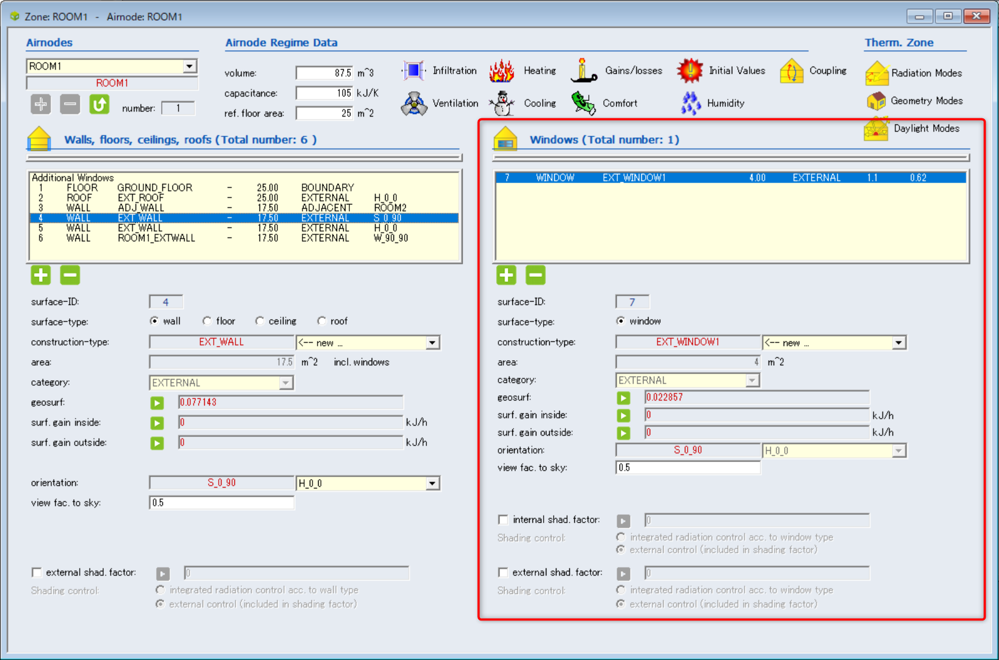 Zone: ROOM1 - Airnode: ROOM1
Airnodes
ROOM1
ROOM1
number: 1
Airnode Regime Data
volume: 87.5 m^3
capacitance: 105 kJ/K
ref. floor area: 25 m^2
Infiltration
Heating
Gains/losses
Initial Values
Coupling
Ventilation
Cooling
Comfort
Humidity
Therm. Zone
Radiation Modes
Geometry Modes
Daylight Modes
Walls, floors, ceilings, roofs (Total number: 6 )
Additional Windows
1 FLOOR GROUND_FLOOR - 25.00 BOUNDARY
2 ROOF EXT_ROOF - 25.00 EXTERNAL H_0_0
3 WALL ADJ_WALL - 17.50 ADJACENT ROOM2
4 WALL EXT_WALL - 17.50 EXTERNAL S_0_90
5 WALL EXT_WALL - 17.50 EXTERNAL H_0_0
6 WALL ROOM1_EXTWALL - 17.50 EXTERNAL W_90_90
surface-ID: 4
surface-type: wall floor ceiling roof
construction-type: EXT_WALL <-- new ...
area: 17.5 m^2 incl. windows
category: EXTERNAL
geosurf: 0.077143
surf. gain inside: 0 kJ/h
surf. gain outside: 0 kJ/h
orientation: S_0_90 H_0_0
view fac. to sky: 0.5
external shad. factor: 0
Shading control: integrated radiation control acc. to wall type
external control (included in shading factor)
Windows (Total number: 1)
7 WINDOW EXT_WINDOW1 4.00 EXTERNAL 1.1 0.62
surface-ID: 7
surface-type: window
construction-type: EXT_WINDOW1 <-- new ...
area: 4 m^2
category: EXTERNAL
geosurf: 0.022857
surf. gain inside: 0 kJ/h
surf. gain outside: 0 kJ/h
orientation: S_0_90 H_0_0
view fac. to sky: 0.5
internal shad. factor: 0
Shading control: integrated radiation control acc. to window type
external control (included in shading factor)
external shad. factor: 0
Shading control: integrated radiation control acc. to window type
external control (included in shading factor)